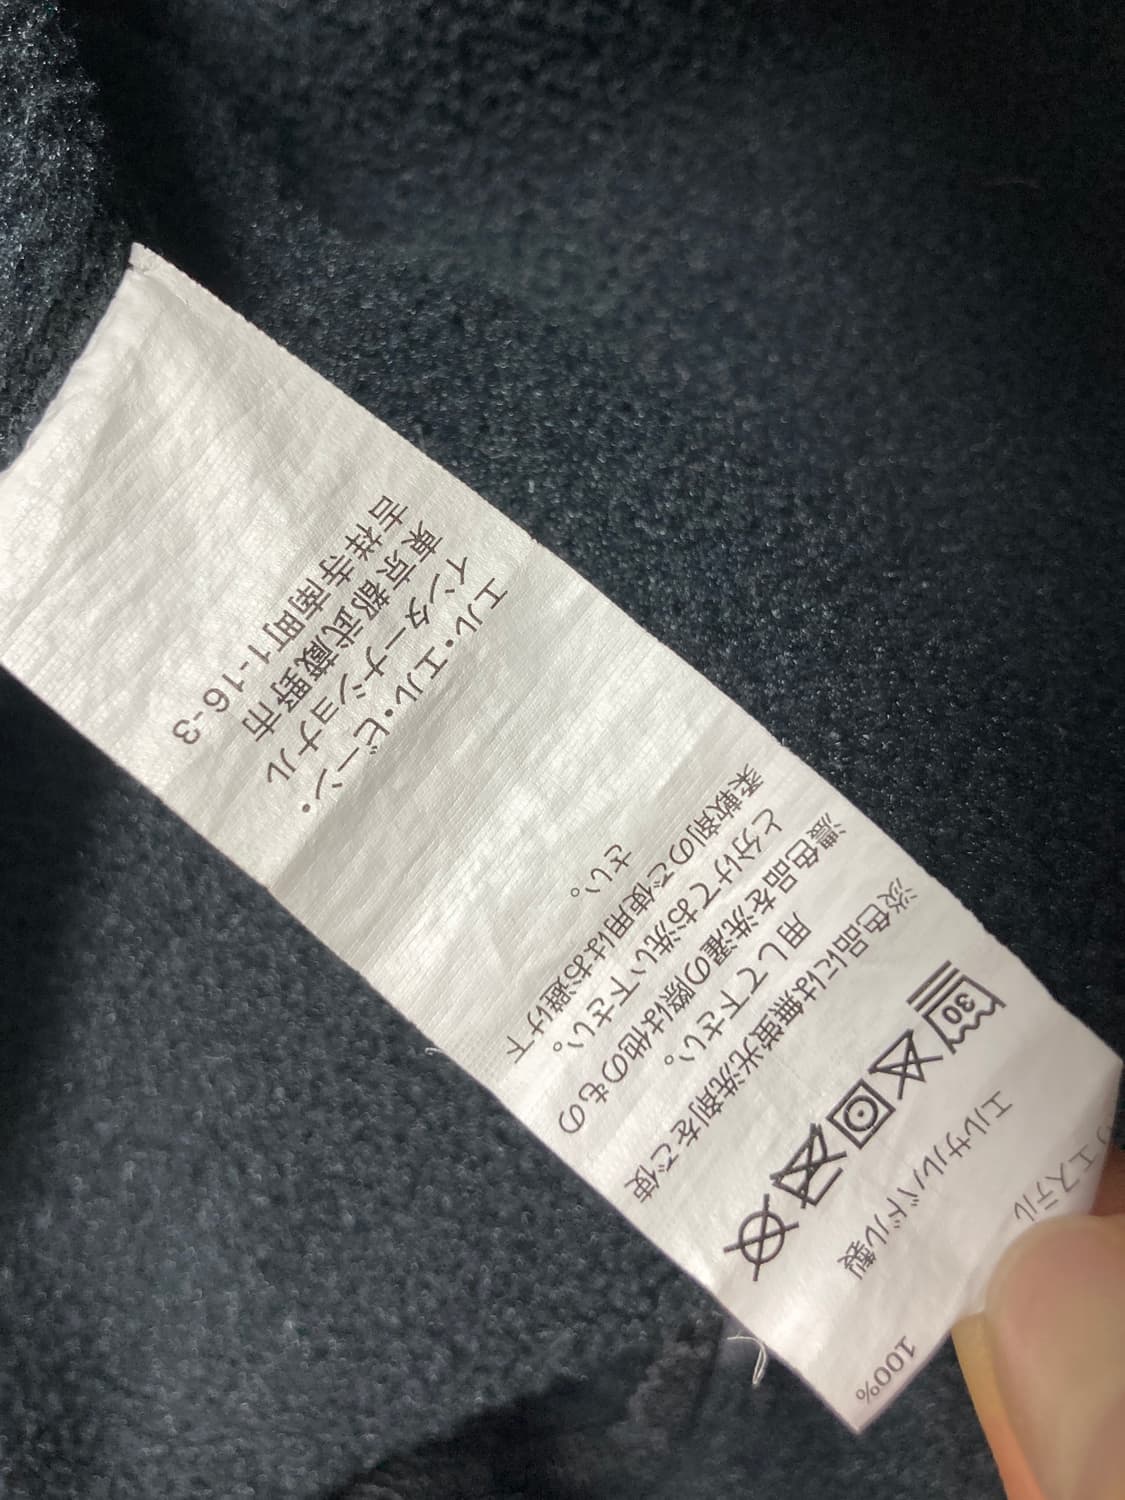 エステル 100%
エルサルバドル製
30
淡色品には無蛍光洗剤をご使
用して下さい。
濃色品を洗濯の際は他のもの
と分けてお洗い下さい。
柔軟剤のご使用はお避け下
さい。
エル・エル・ビーン・
インターナショナル
東京都武蔵野市
吉祥寺南町1-16-3